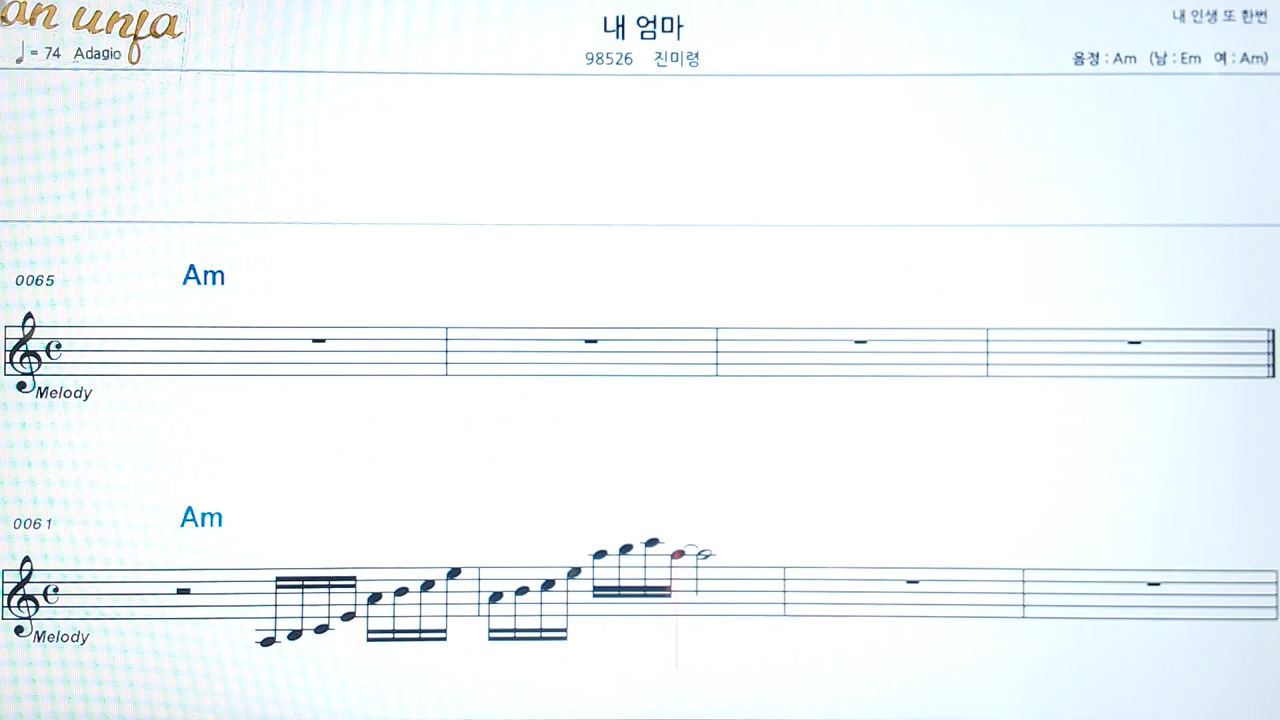 an unja
♩= 74 Adagio
내 엄마
98526 진미령
내 인생 또 한번
음정 : Am (남 : Em 여 : Am)
0065 Am
Melody
0061 Am
Melody